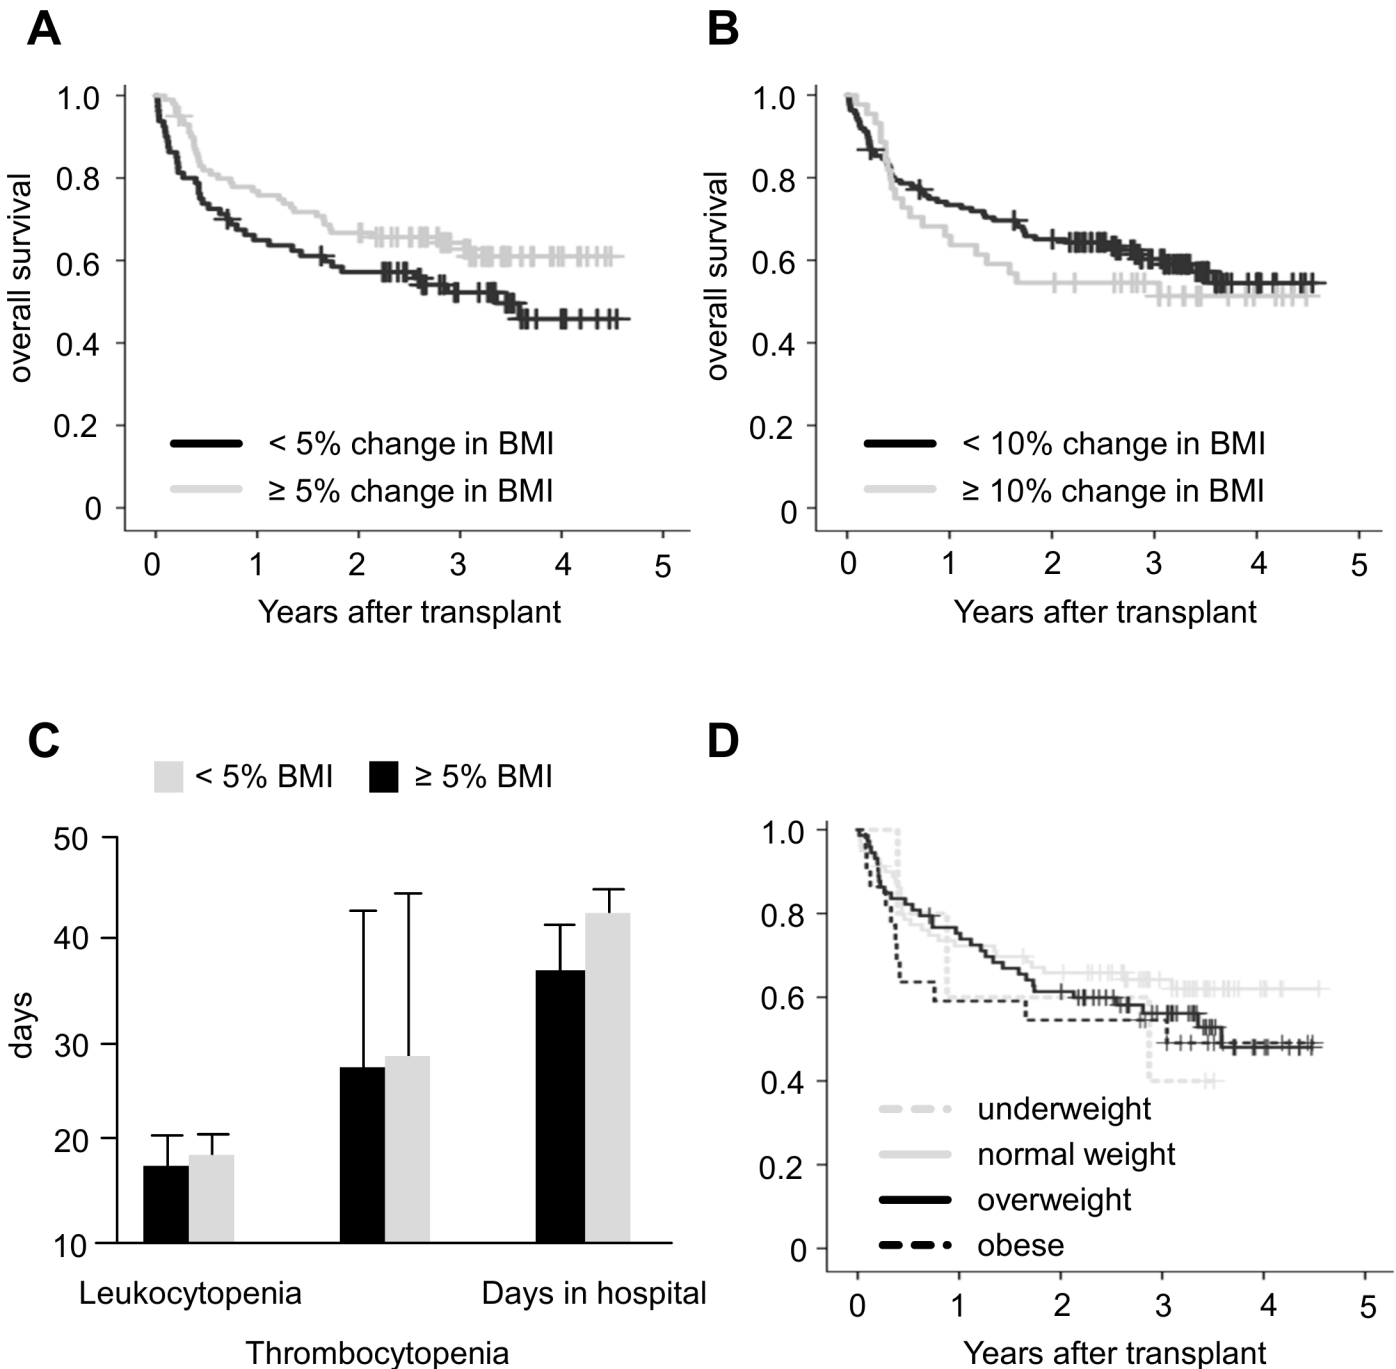 A
overall survival
1.0
0.8
0.6
0.4
0.2
0
< 5% change in BMI
≥ 5% change in BMI
0 1 2 3 4 5
Years after transplant
B
overall survival
1.0
0.8
0.6
0.4
0.2
0
< 10% change in BMI
≥ 10% change in BMI
0 1 2 3 4 5
Years after transplant
C
< 5% BMI ≥ 5% BMI
days
50
40
30
20
10
Leukocytopenia Days in hospital
Thrombocytopenia
D
1.0
0.8
0.6
0.4
0.2
0
underweight
normal weight
overweight
obese
0 1 2 3 4 5
Years after transplant